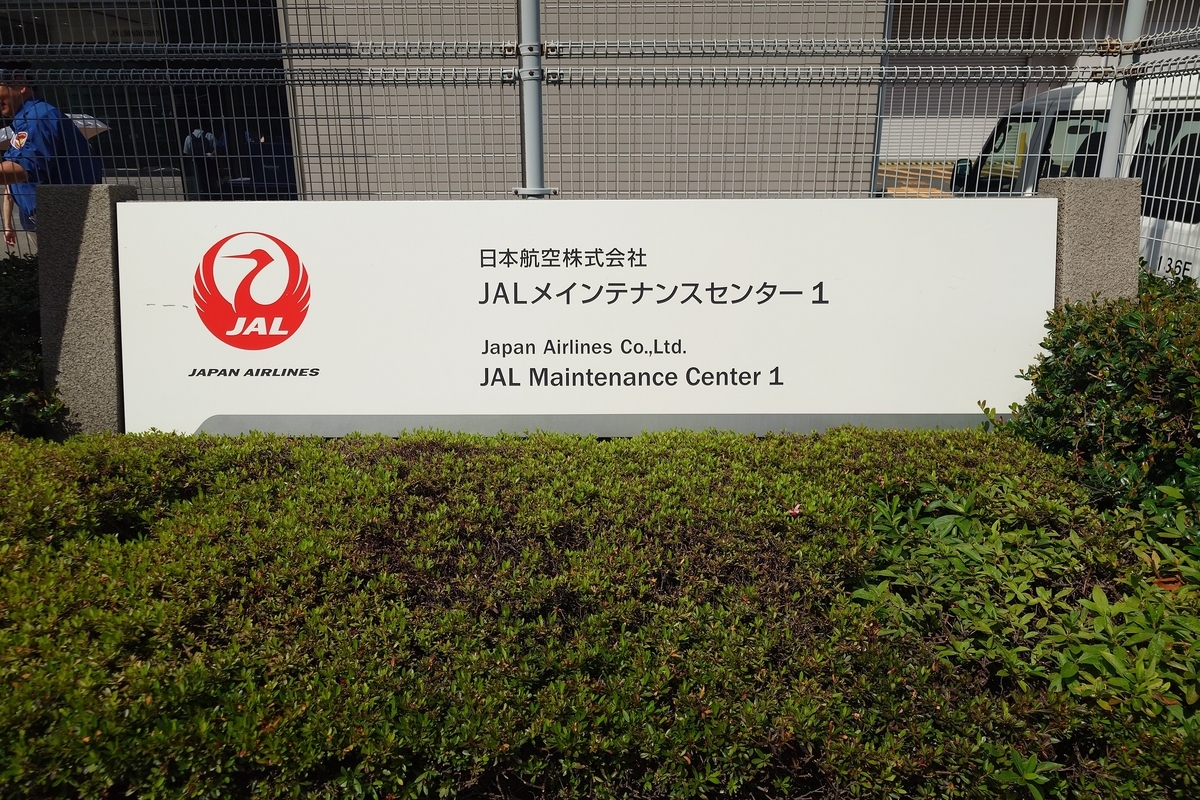 JAL
JAPAN AIRLINES
日本航空株式会社
JALメインテナンスセンター1
Japan Airlines Co.,Ltd.
JAL Maintenance Center 1
136F